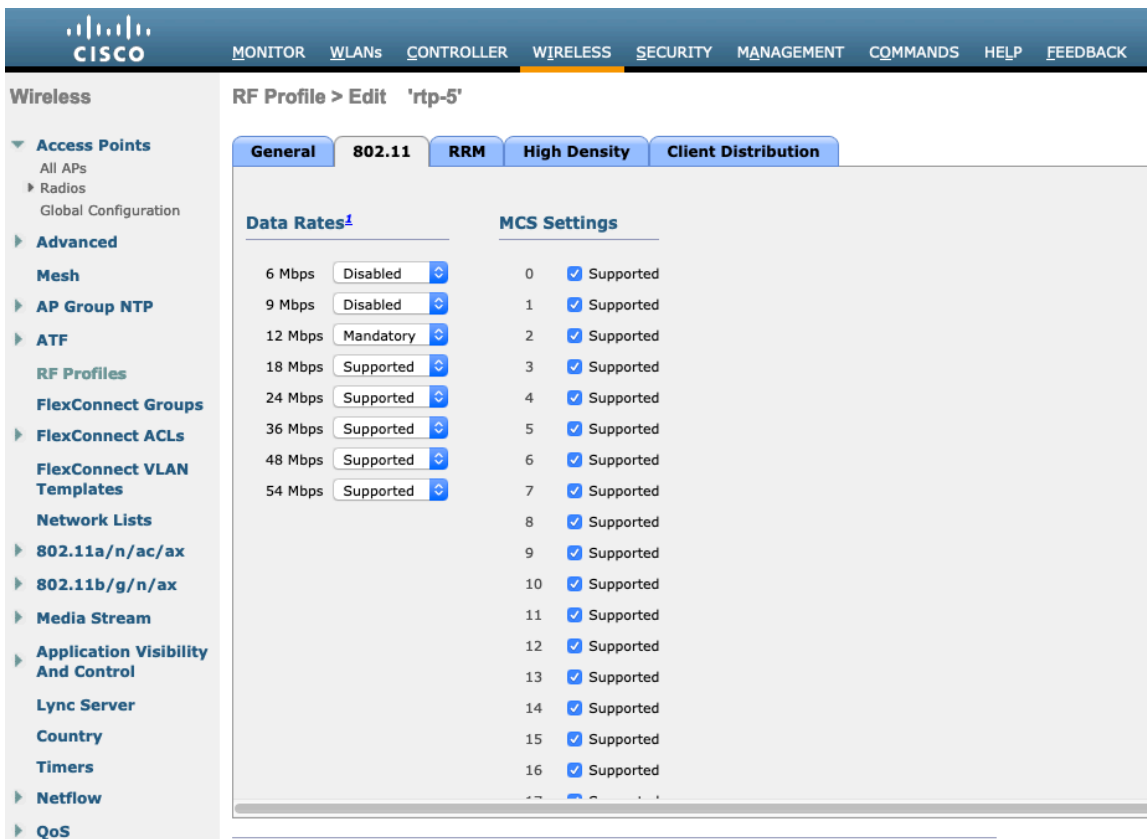 CISCO
MONITOR WLANs CONTROLLER WIRELESS SECURITY MANAGEMENT COMMANDS HELP FEEDBACK
Wireless
Access Points
All APs
Radios
Global Configuration
Advanced
Mesh
AP Group NTP
ATF
RF Profiles
FlexConnect Groups
FlexConnect ACLs
FlexConnect VLAN
Templates
Network Lists
802.11a/n/ac/ax
802.11b/g/n/ax
Media Stream
Application Visibility
And Control
Lync Server
Country
Timers
Netflow
QoS
RF Profile > Edit 'rtp-5'
General 802.11 RRM High Density Client Distribution
Data Rates1
6 Mbps Disabled
9 Mbps Disabled
12 Mbps Mandatory
18 Mbps Supported
24 Mbps Supported
36 Mbps Supported
48 Mbps Supported
54 Mbps Supported
MCS Settings
0 Supported
1 Supported
2 Supported
3 Supported
4 Supported
5 Supported
6 Supported
7 Supported
8 Supported
9 Supported
10 Supported
11 Supported
12 Supported
13 Supported
14 Supported
15 Supported
16 Supported